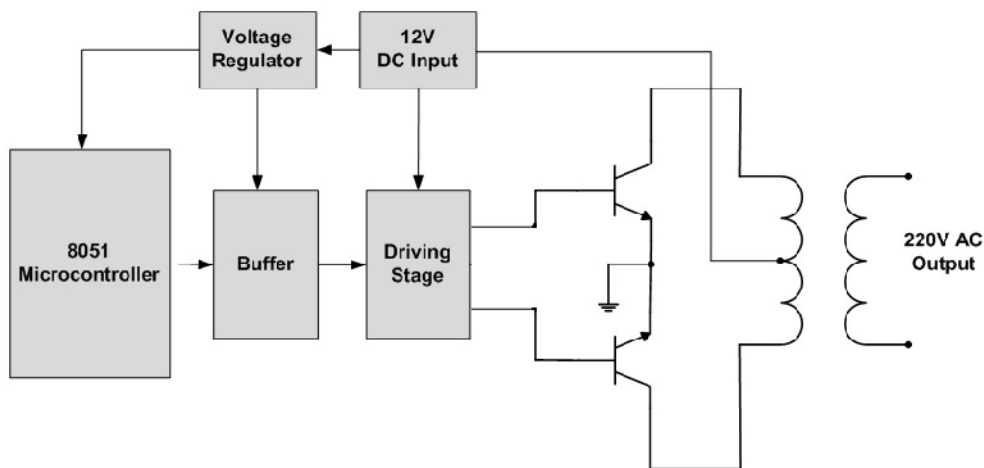 Voltage
Regulator
12V
DC Input
8051
Microcontroller
Buffer
Driving
Stage
220V AC
Output